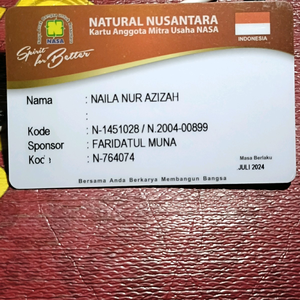 NATURAL NUSANTARA
Kartu Anggota Mitra Usaha NASA
NASA
INDONESIA
Spirit for Better
Nama : NAILA NUR AZIZAH
:
Kode : N-1451028 / N.2004-00899
Sponsor : FARIDATUL MUNA
Kode : N-764074
Masa Berlaku
JULI 2024
Bersama Anda Berkarya Membangun Bangsa